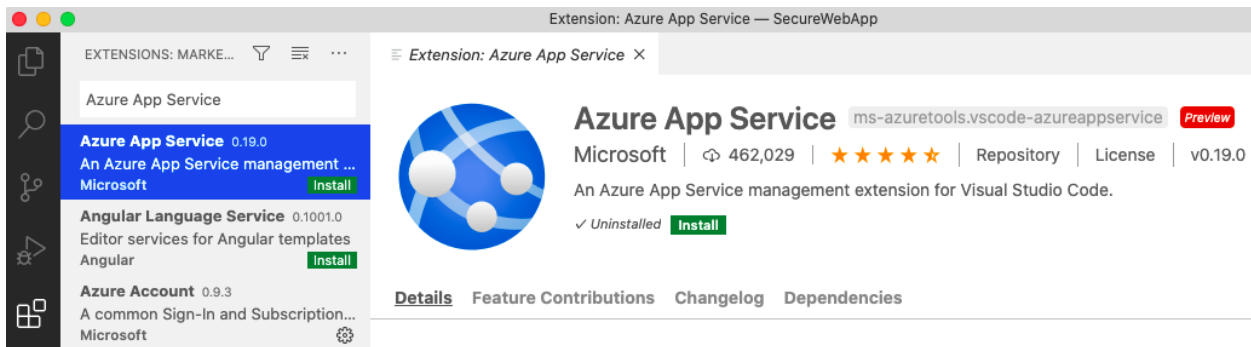 Extension: Azure App Service — SecureWebApp
EXTENSIONS: MARKE...
Azure App Service
Azure App Service 0.19.0
An Azure App Service management ...
Microsoft Install
Angular Language Service 0.1001.0
Editor services for Angular templates
Angular Install
Azure Account 0.9.3
A common Sign-In and Subscription...
Microsoft
Extension: Azure App Service
Azure App Service ms-azuretools.vscode-azureappservice Preview
Microsoft 462,029 Repository License v0.19.0
An Azure App Service management extension for Visual Studio Code.
Uninstalled Install
Details Feature Contributions Changelog Dependencies